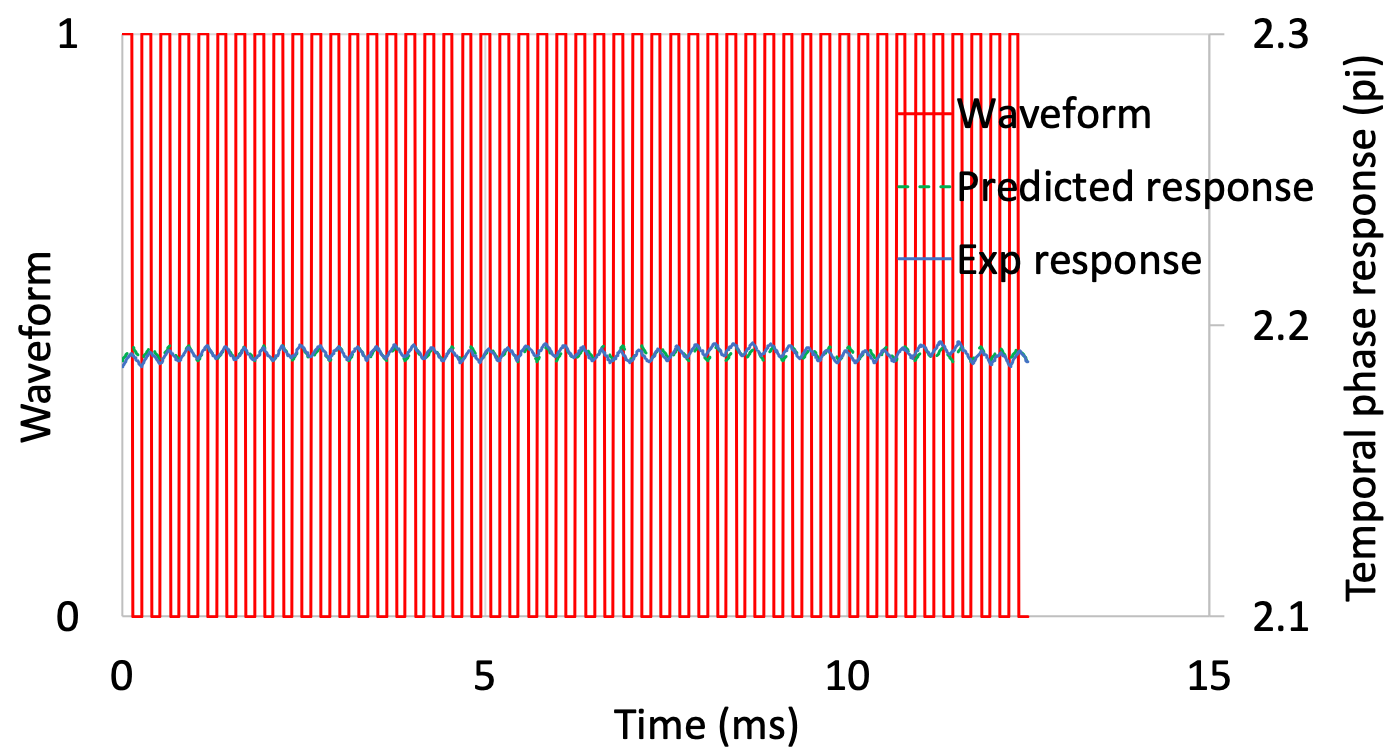 1
2.3
Waveform
Predicted response
Exp response
2.2
Waveform
Temporal phase response (pi)
0
2.1
0
5
10
15
Time (ms)